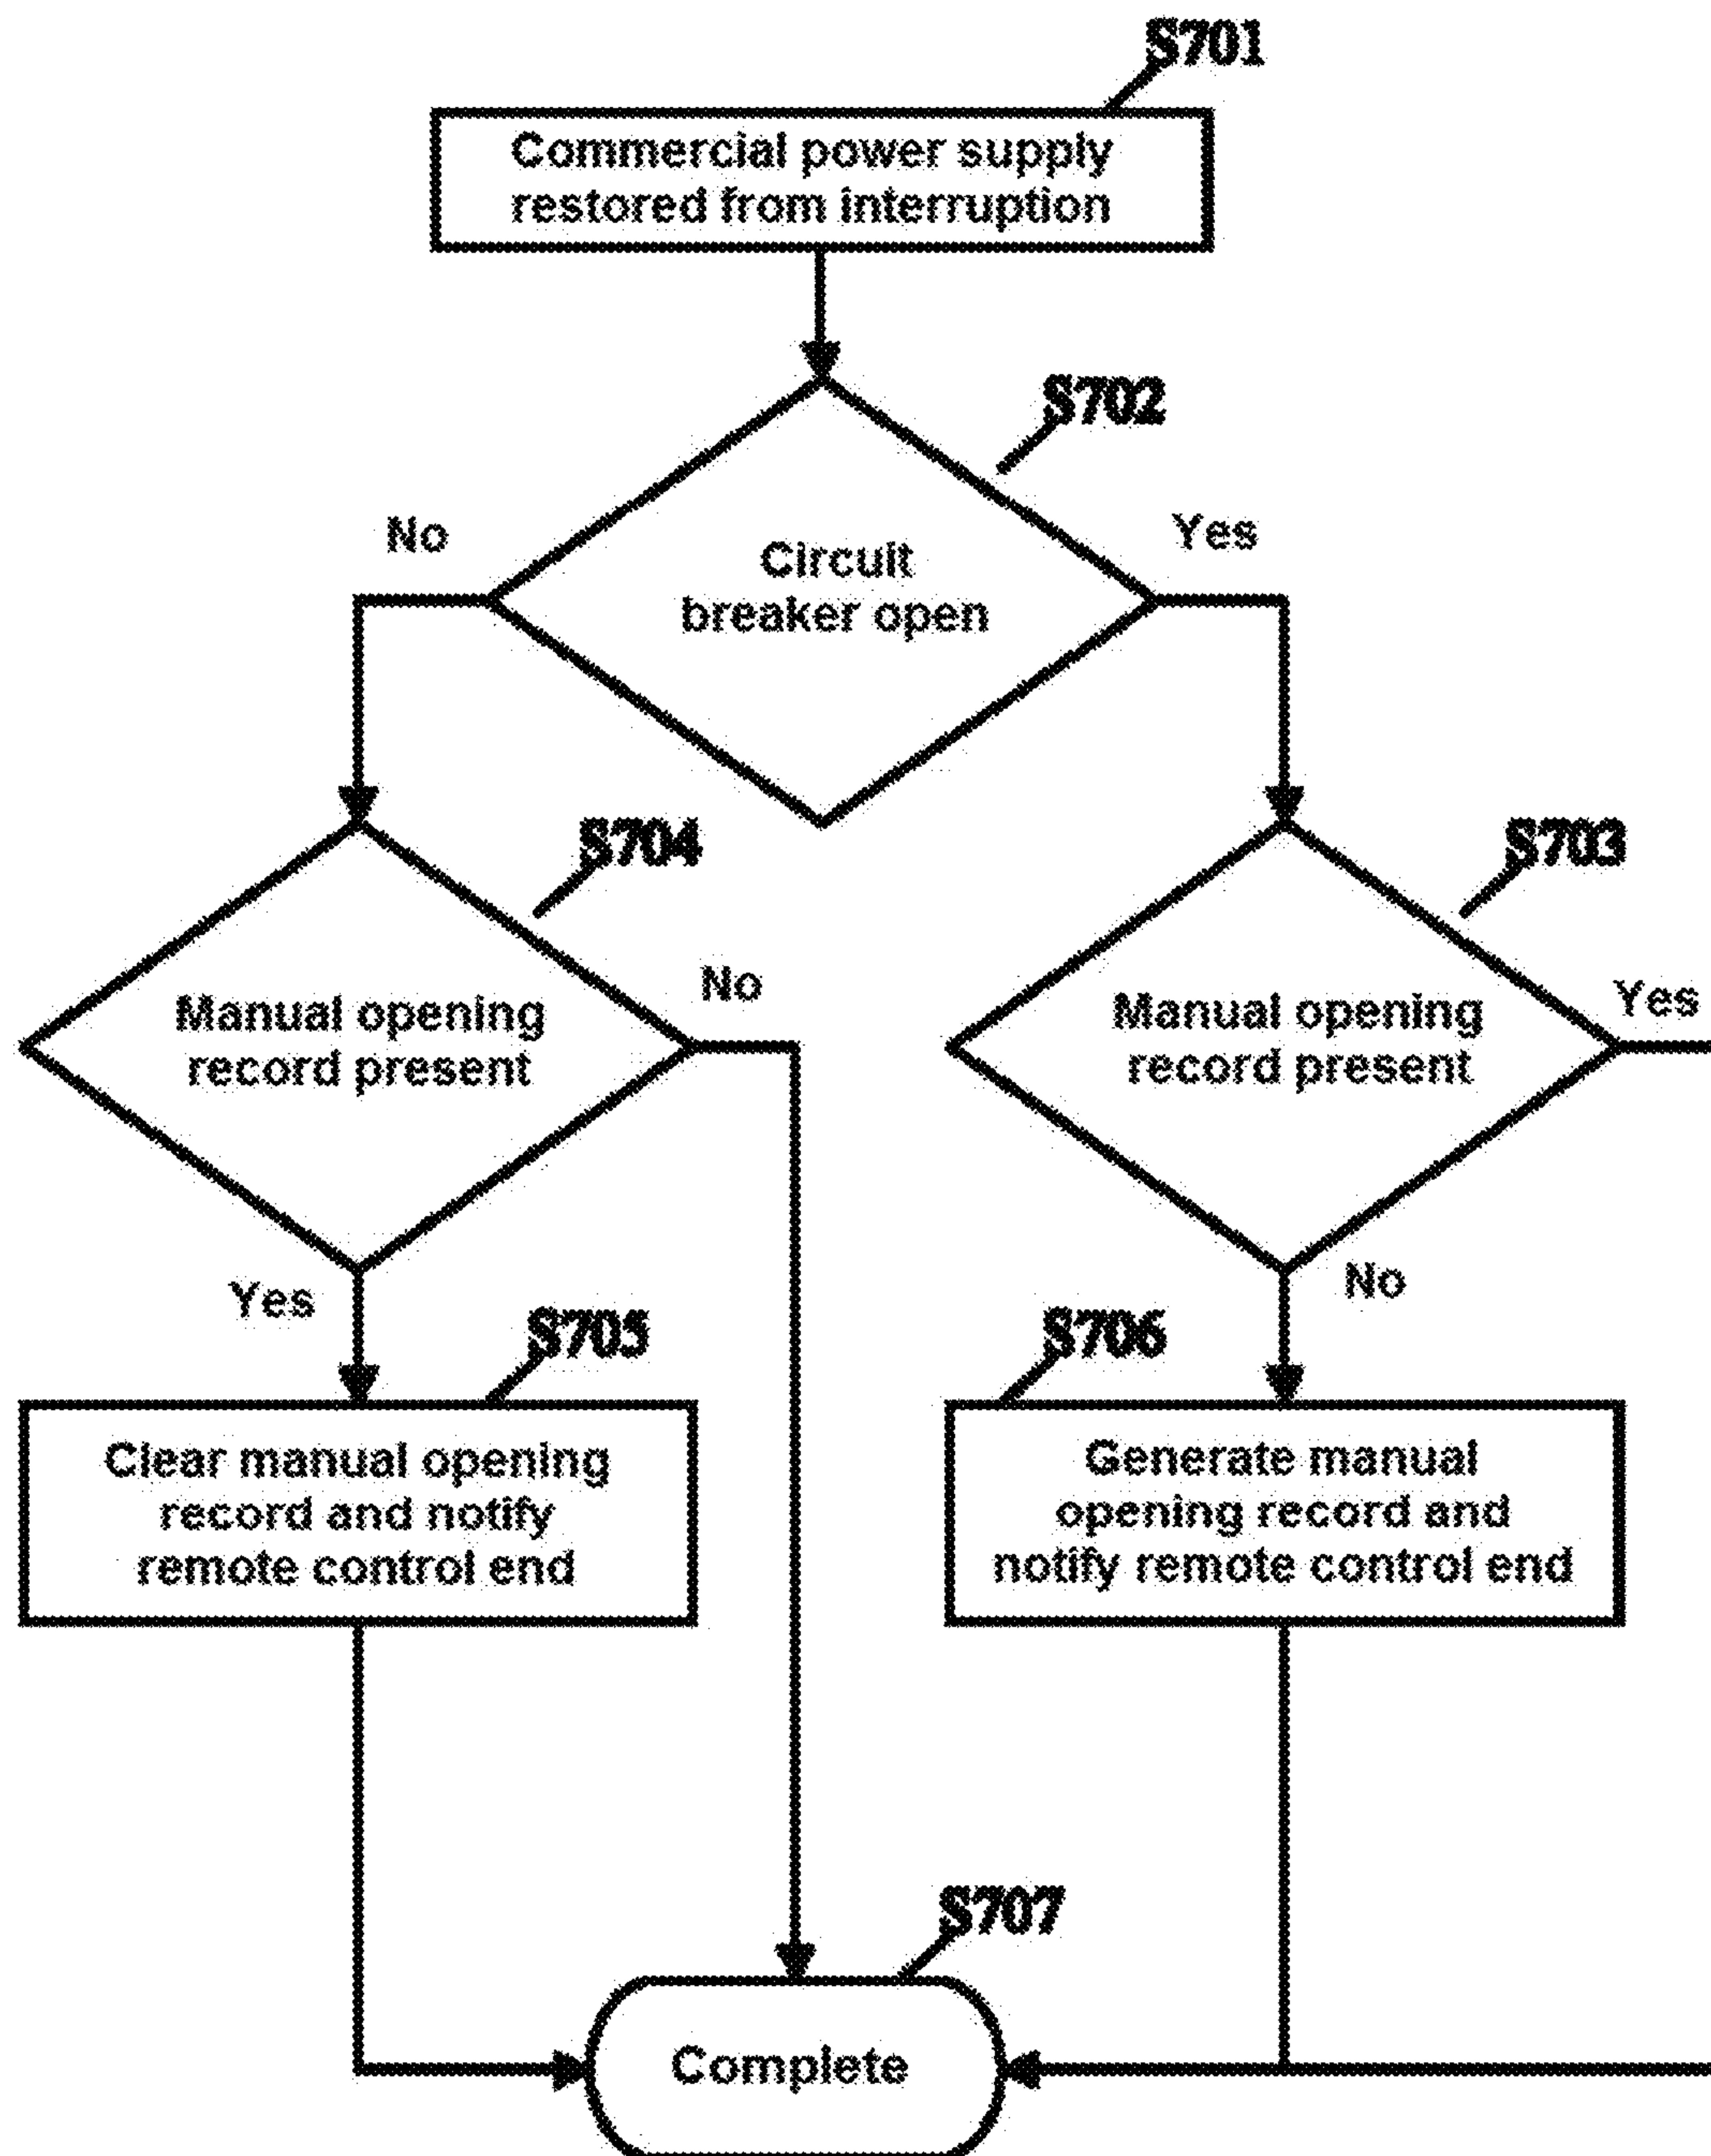 S701
Commercial power supply
restored from interruption
S702
No
Yes
Circuit
breaker open
S704
S703
No
Yes
Manual opening
record present
Manual opening
record present
Yes
No
S705
S706
Clear manual opening
record and notify
remote control end
Generate manual
opening record and
notify remote control end
S707
Complete